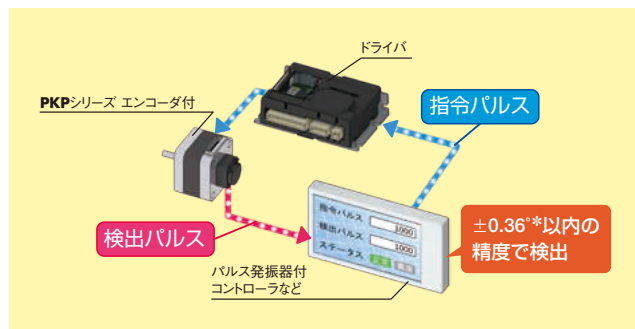 ドライバ
PKPシリーズ エンコーダ付
指令パルス
検出パルス
パルス発振器付
コントローラなど
指令パルス 1000
検出パルス 1000
ステータス 正常
±0.36°*以内の
精度で検出